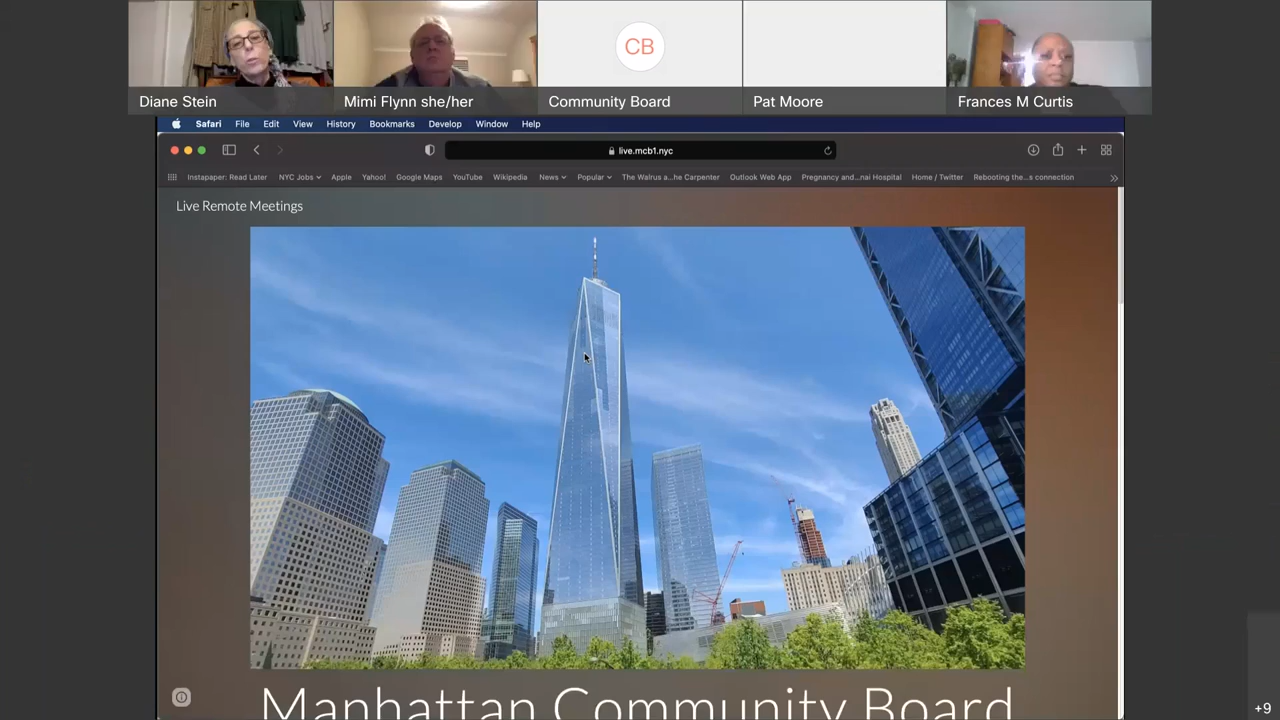 CB
Diane Stein
Mimi Flynn she/her
Community Board
Pat Moore
Frances M Curtis
Safari File Edit View History Bookmarks Develop Window Help
live.mcb1.nyc
Instapaper: Read Later NYC Jobs Apple Yahoo! Google Maps YouTube Wikipedia News Popular The Walrus a...he Carpenter Outlook Web App Pregnancy and...nai Hospital Home / Twitter Rebooting the...s connection
Live Remote Meetings
Manhattan Community Board
+9